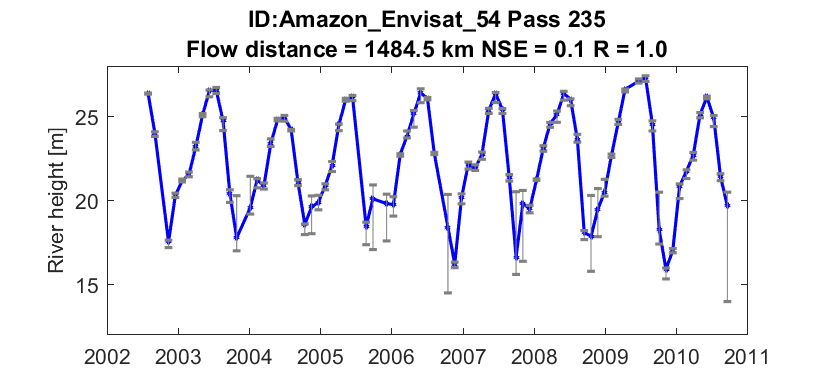 ID:Amazon_Envisat_54 Pass 235
Flow distance = 1484.5 km NSE = 0.1 R = 1.0
River height [m]
25
20
15
2002 2003 2004 2005 2006 2007 2008 2009 2010 2011